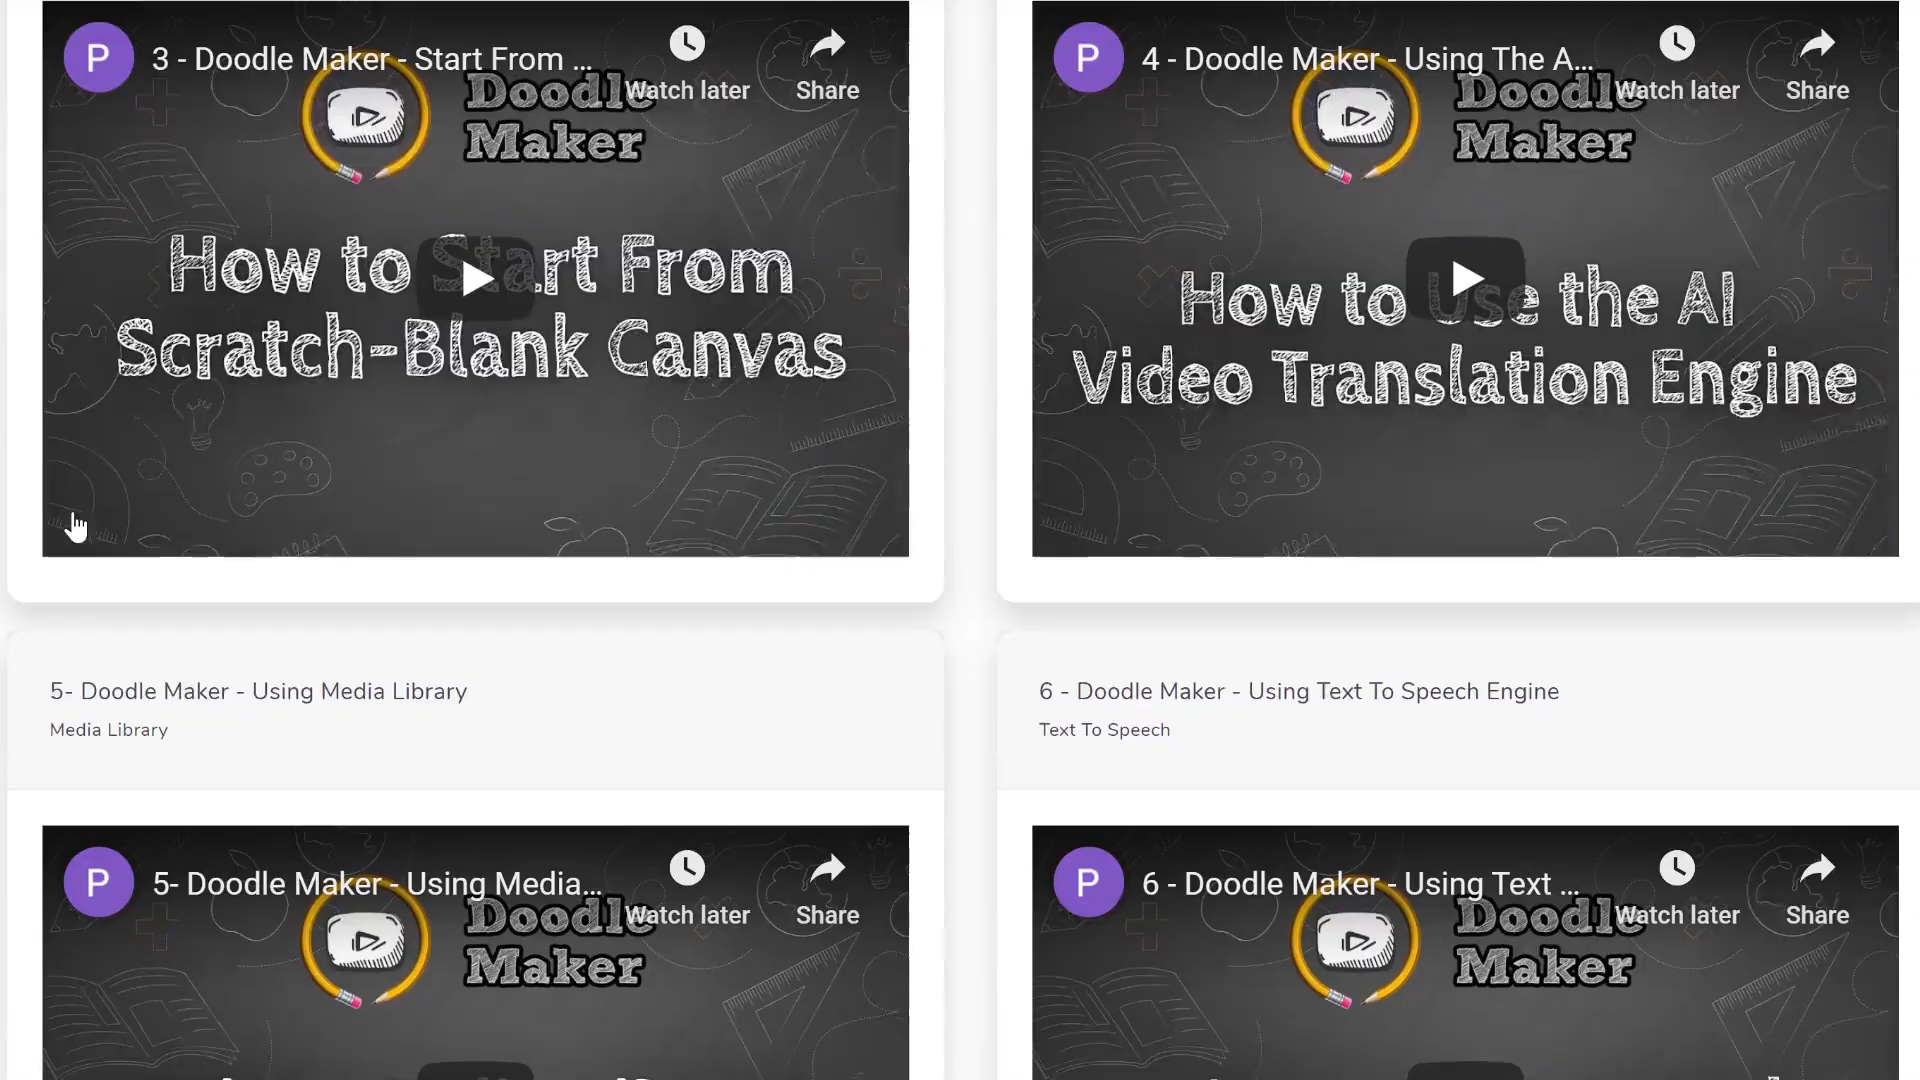 P
3 - Doodle Maker - Start From ...
Watch later
Share
Doodle
Maker
How to Start From
Scratch-Blank Canvas
P
4 - Doodle Maker - Using The A...
Watch later
Share
Doodle
Maker
How to Use the AI
Video Translation Engine
5- Doodle Maker - Using Media Library
Media Library
6 - Doodle Maker - Using Text To Speech Engine
Text To Speech
P
5- Doodle Maker - Using Media...
Watch later
Share
Doodle
Maker
P
6 - Doodle Maker - Using Text ...
Watch later
Share
Doodle
Maker